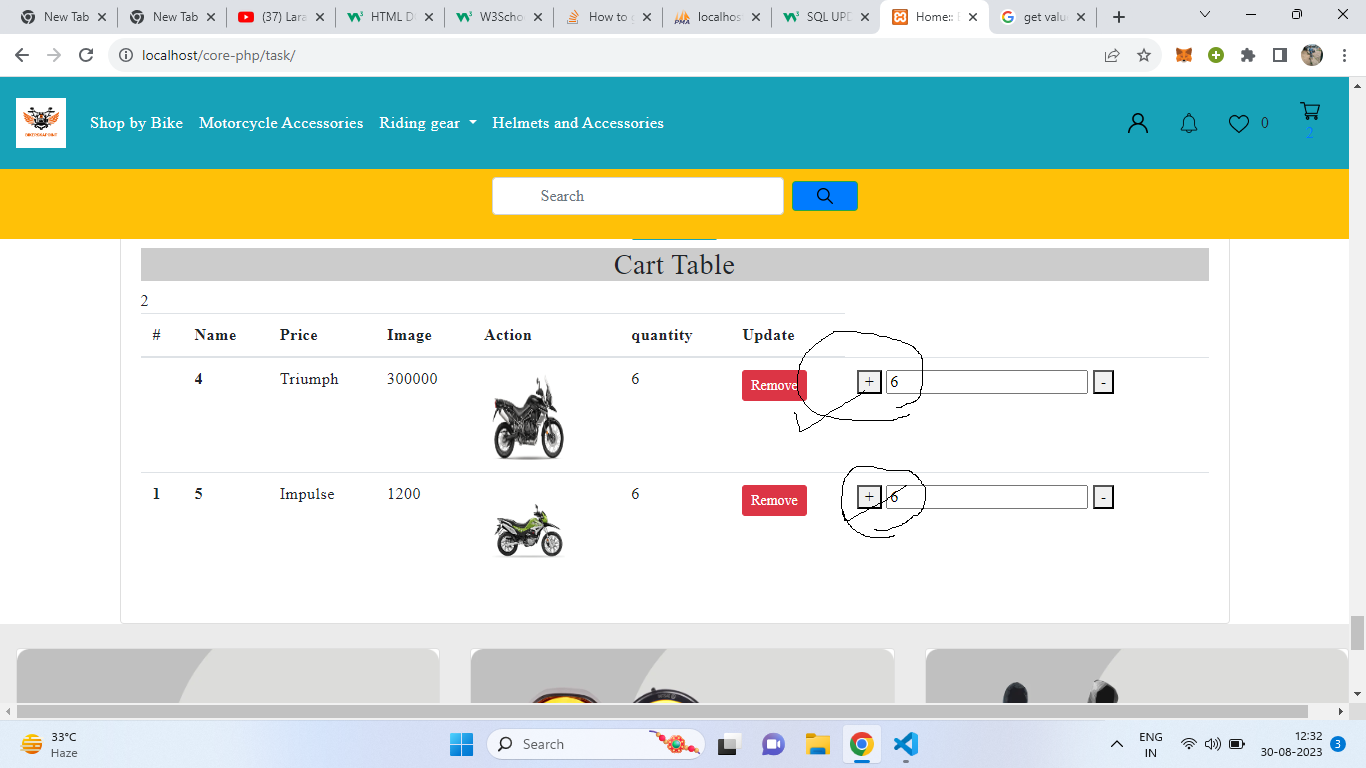 New Tab
New Tab
(37) Lara
HTML D
W3Scho
How to
localhos
SQL UPD
Home:: 
get valu
localhost/core-php/task/
Shop by Bike
Motorcycle Accessories
Riding gear
Helmets and Accessories
0
2
Search
Cart Table
2
# Name Price Image Action quantity Update
4 Triumph 300000 6 Remove + 6 -
1 5 Impulse 1200 6 Remove + 6 -
33°C
Haze
Search
ENG
IN
12:32
30-08-2023
3